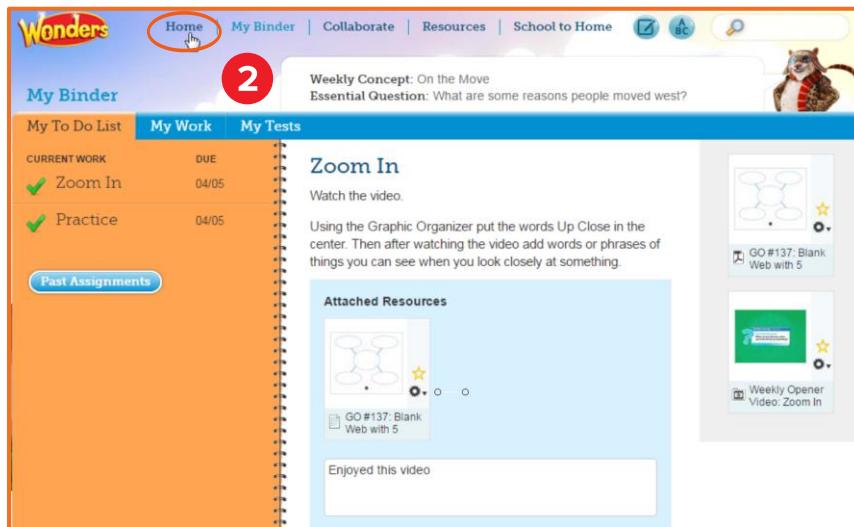 Wonders
Home | My Binder | Collaborate | Resources | School to Home
ABC
2
Weekly Concept: On the Move
Essential Question: What are some reasons people moved west?
My Binder
My To Do List My Work My Tests
CURRENT WORK DUE
Zoom In 04/05
Practice 04/05
Past Assignments
Zoom In
Watch the video.
Using the Graphic Organizer put the words Up Close in the
center. Then after watching the video add words or phrases of
things you can see when you look closely at something.
Attached Resources
GO #137: Blank
Web with 5
Enjoyed this video
GO #137: Blank
Web with 5
Weekly Opener
Video: Zoom In